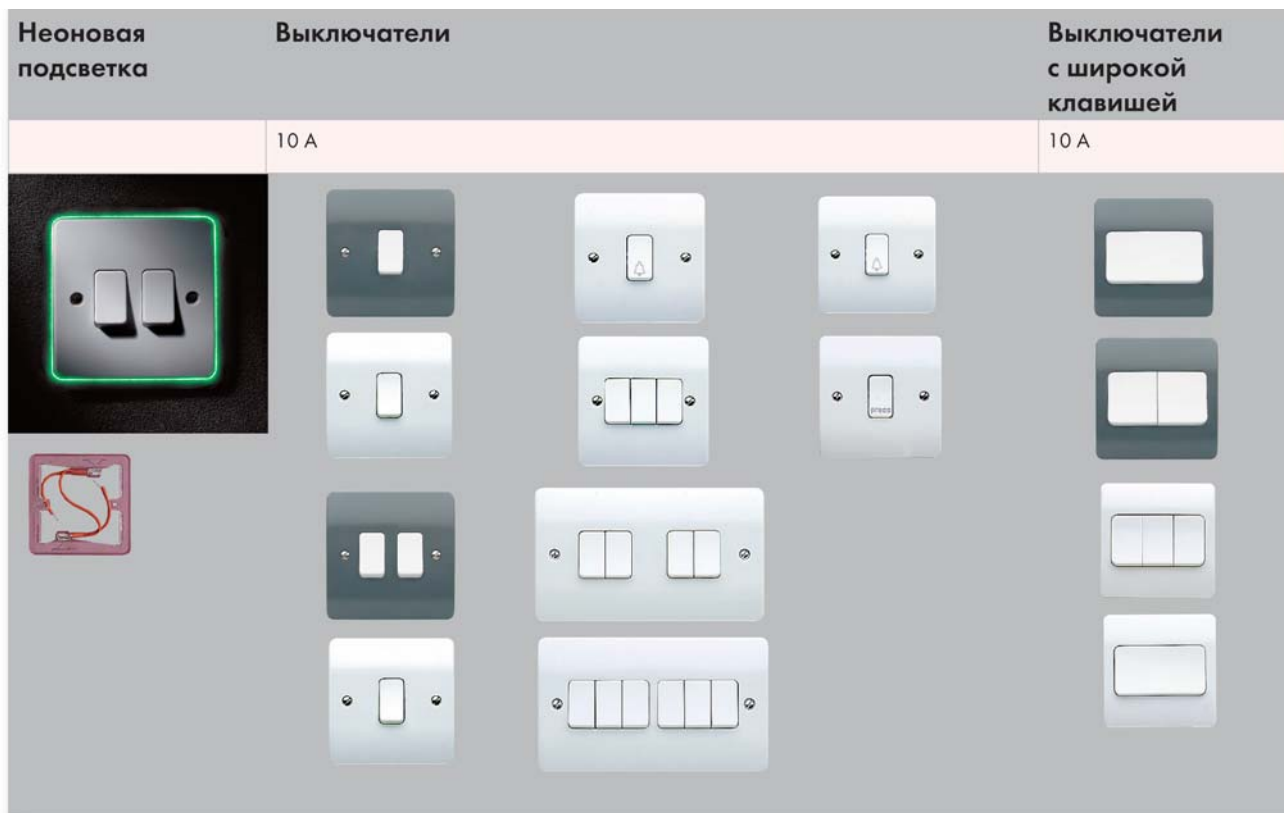 Неоновая
подсветка
Выключатели
Выключатели
с широкой
клавишей
10 А
10 А
press